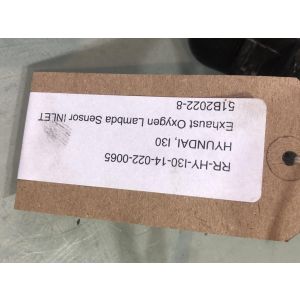 RR-HY-I30-14-022-0065
HYUNDAI, I30
Exhaust Oxygen Lambda Sensor INLET
51B2022-8